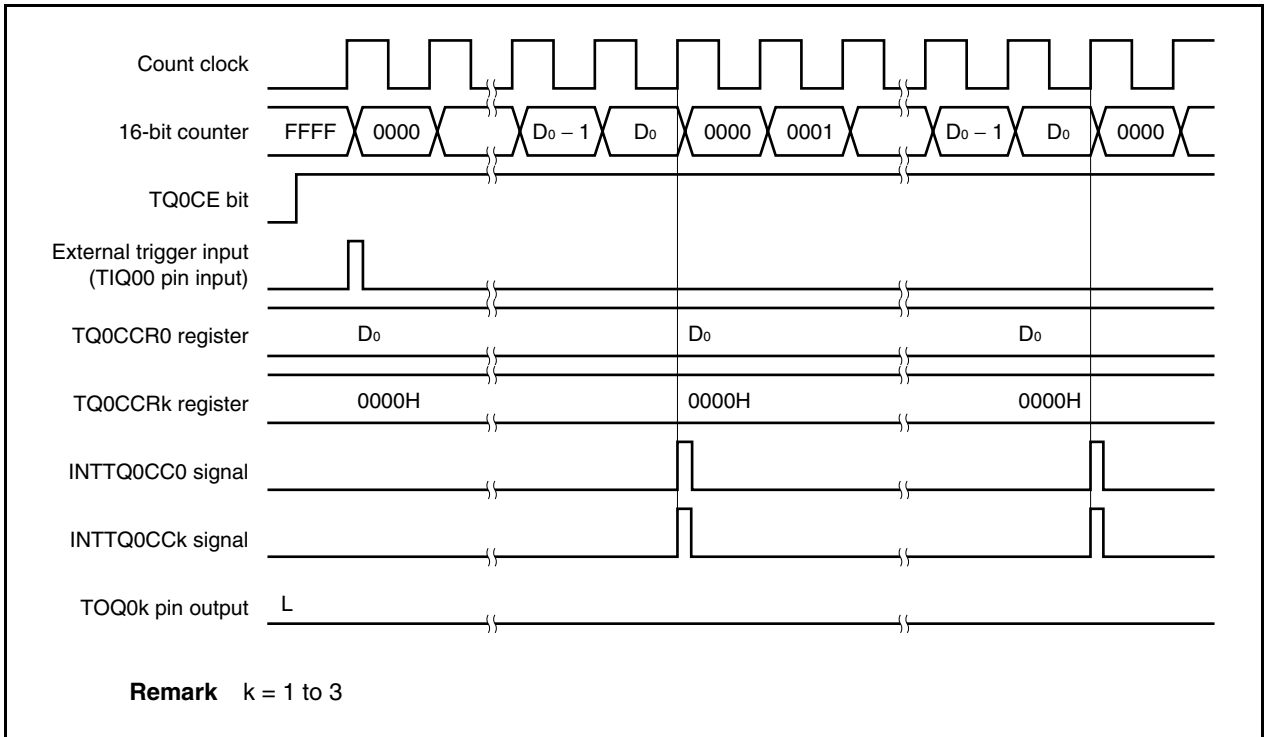 Count clock
16-bit counter FFFF 0000 D0 − 1 D0 0000 0001 D0 − 1 D0 0000
TQ0CE bit
External trigger input
(TIQ00 pin input)
TQ0CCR0 register D0 D0 D0
TQ0CCRk register 0000H 0000H 0000H
INTTQ0CC0 signal
INTTQ0CCk signal
TOQ0k pin output L
Remark k = 1 to 3